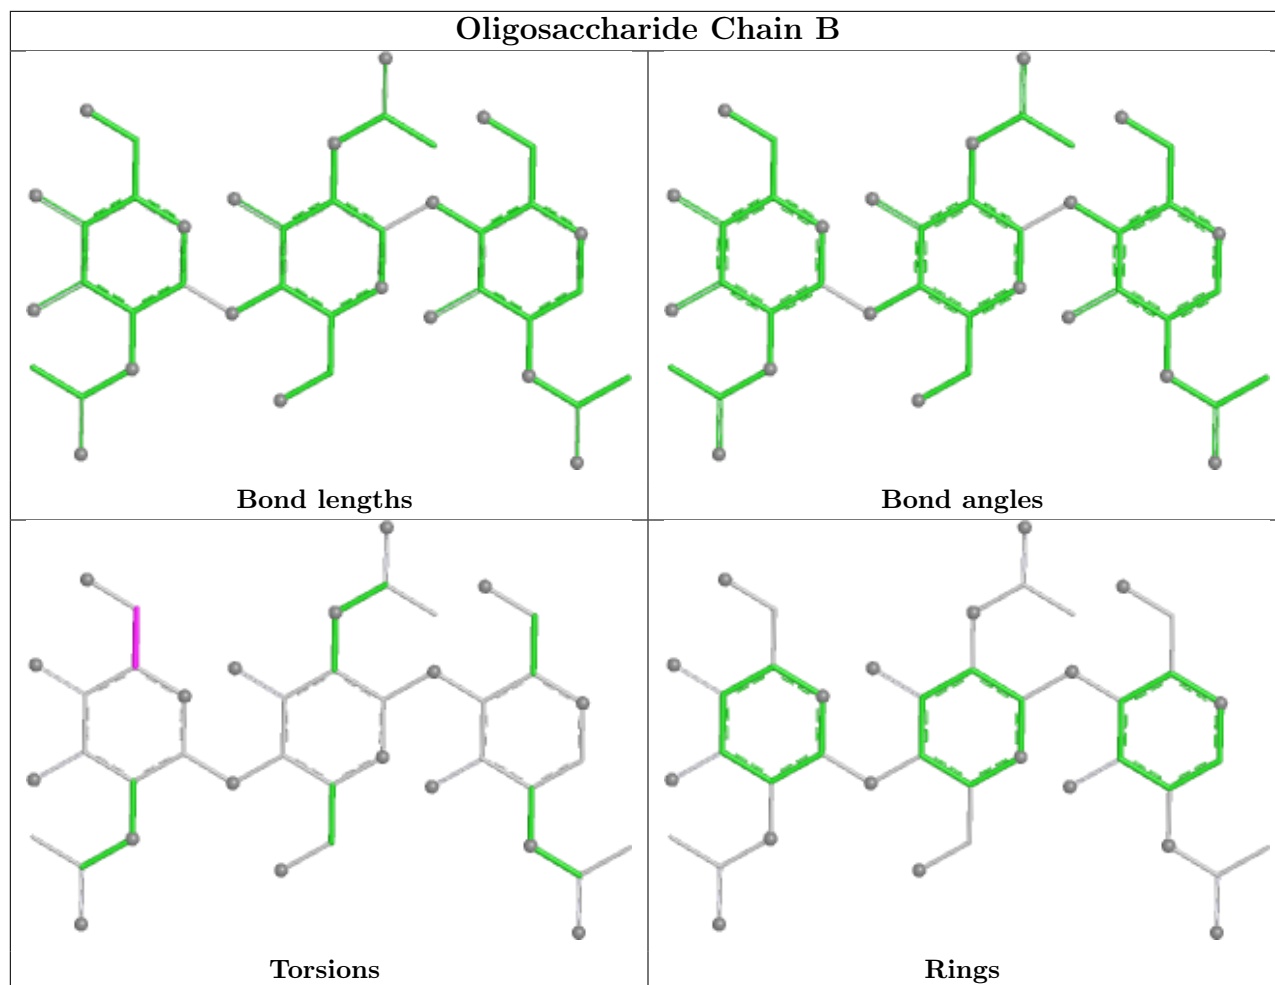 Oligosaccharide Chain B
Bond lengths
Bond angles
Torsions
Rings